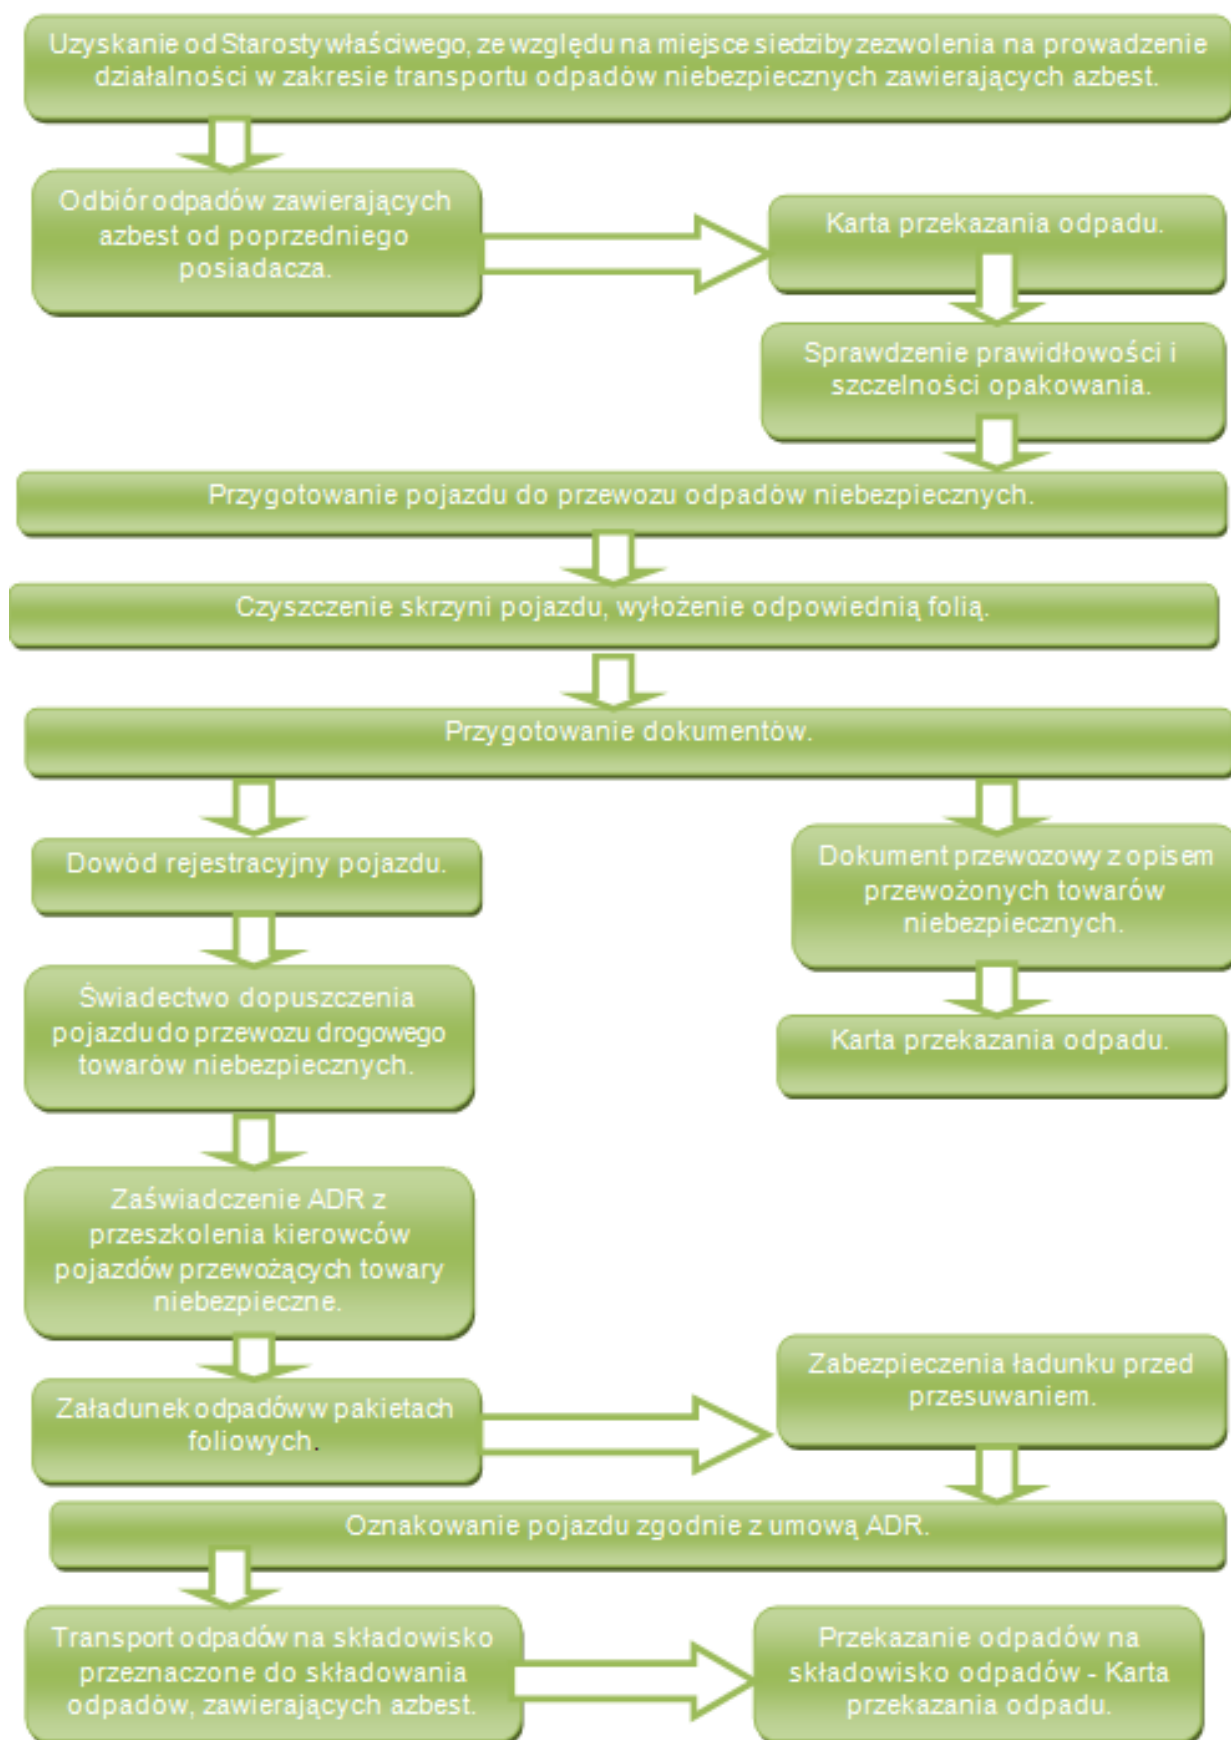 Uzyskanie od Starosty właściwego, ze względu na miejsce siedziby zezwolenia na prowadzenie
działalności w zakresie transportu odpadów niebezpiecznych zawierających azbest.
Odbiór odpadów zawierających
azbest od poprzedniego
posiadacza.
Karta przekazania odpadu.
Sprawdzenie prawidłowości i
szczelności opakowania.
Przygotowanie pojazdu do przewozu odpadów niebezpiecznych.
Czyszczenie skrzyni pojazdu, wyłożenie odpowiednią folią.
Przygotowanie dokumentów.
Dowód rejestracyjny pojazdu.
Świadectwo dopuszczenia
pojazdu do przewozu drogowego
towarów niebezpiecznych.
Zaświadczenie ADR z
przeszkolenia kierowców
pojazdów przewożących towary
niebezpieczne.
Dokument przewozowy z opisem
przewożonych towarów
niebezpiecznych.
Karta przekazania odpadu.
Załadunek odpadów w pakietach
foliowych.
Zabezpieczenia ładunku przed
przesuwaniem.
Oznakowanie pojazdu zgodnie z umową ADR.
Transport odpadów na składowisko
przeznaczone do składowania
odpadów, zawierających azbest.
Przekazanie odpadów na
składowisko odpadów - Karta
przekazania odpadu.